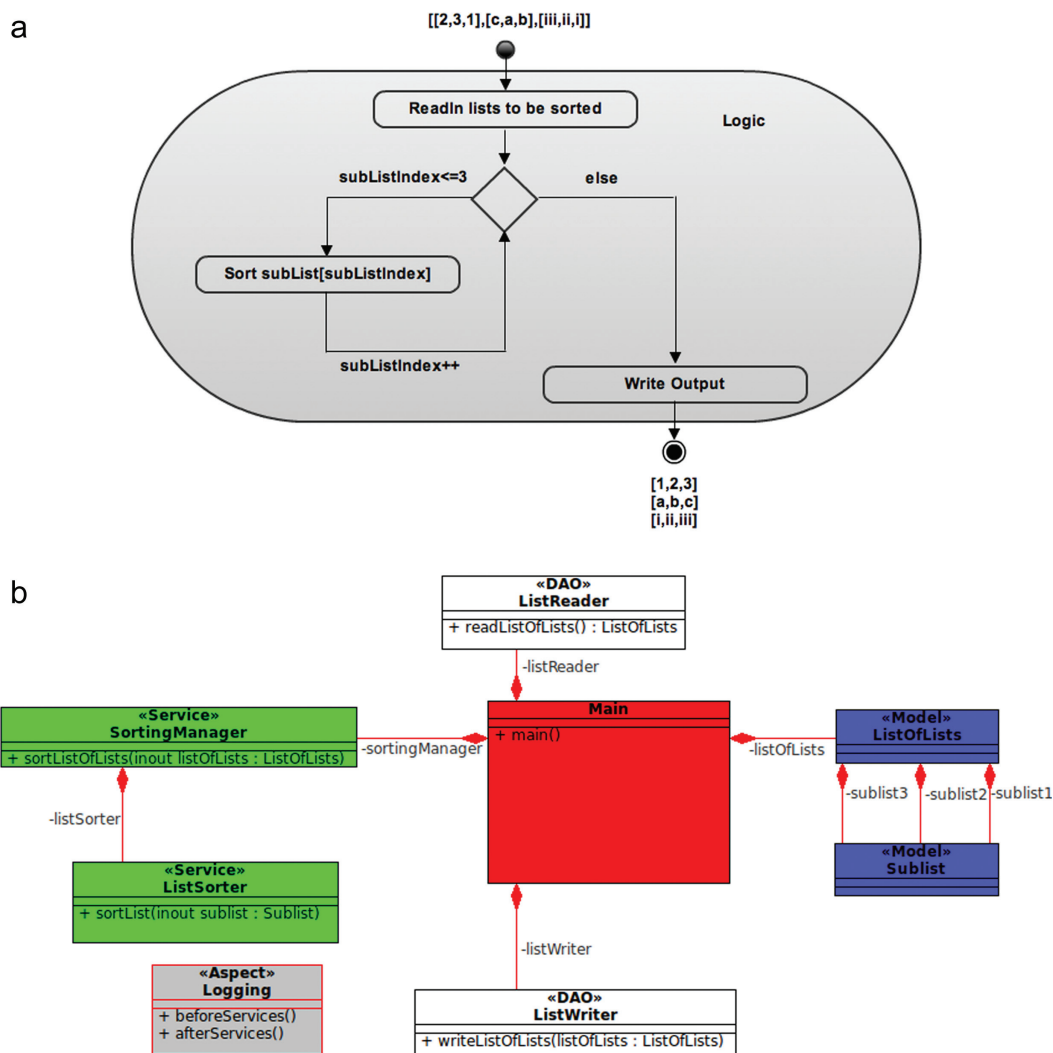 a
[[2,3,1],[c,a,b],[iii,ii,i]]
ReadIn lists to be sorted
Logic
subListIndex<=3
else
Sort subList[subListIndex]
subListIndex++
Write Output
[1,2,3]
[a,b,c]
[i,ii,iii]
b
«DAO»
ListReader
+ readListOfLists() : ListOfLists
-listReader
«Service»
SortingManager
+ sortListOfLists(inout listOfLists : ListOfLists)
-sortingManager
Main
+ main()
-listOfLists
«Model»
ListOfLists
-sublist3
-sublist2
-sublist1
-listSorter
«Model»
Sublist
«Service»
ListSorter
+ sortList(inout sublist : Sublist)
-listWriter
«Aspect»
Logging
+ beforeServices()
+ afterServices()
«DAO»
ListWriter
+ writeListOfLists(listOfLists : ListOfLists)